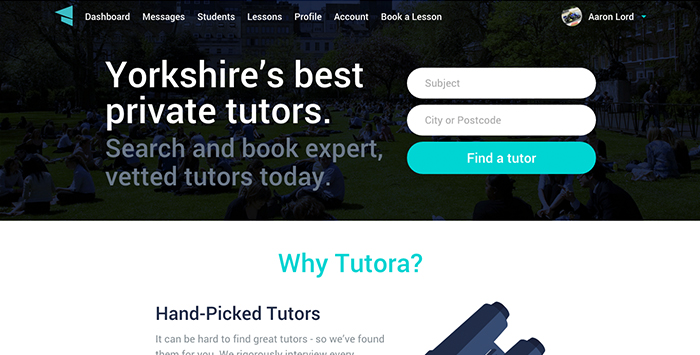 Dashboard Messages Students Lessons Profile Account Book a Lesson Aaron Lord
Yorkshire's best
private tutors.
Search and book expert,
vetted tutors today.
Subject
City or Postcode
Find a tutor
Why Tutora?
Hand-Picked Tutors
It can be hard to find great tutors - so we've found
them for you. We rigorously interview every